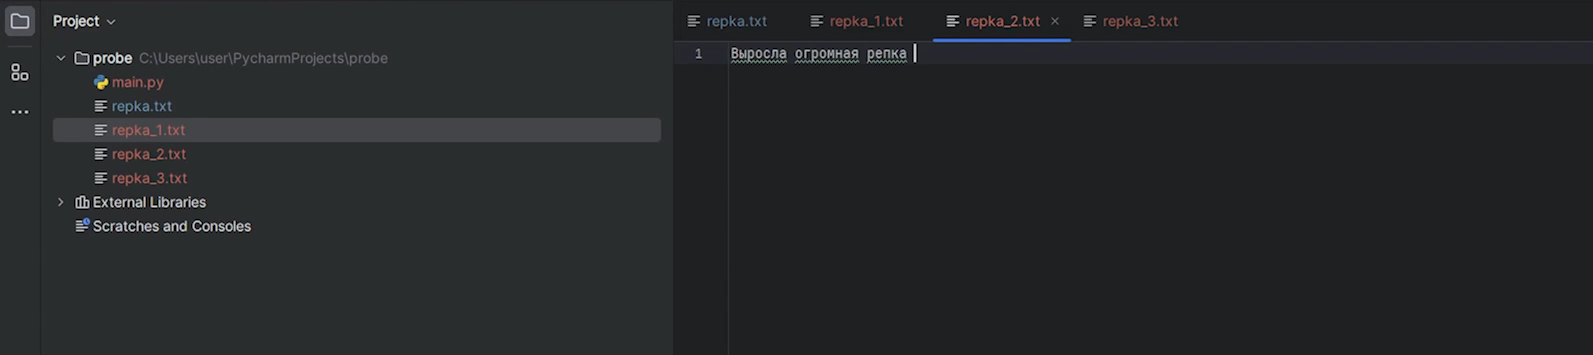 Project
probe C:\Users\user\PycharmProjects\probe
main.py
repka.txt
repka_1.txt
repka_2.txt
repka_3.txt
External Libraries
Scratches and Consoles
repka.txt repka_1.txt repka_2.txt repka_3.txt
1 Выросла огромная репка